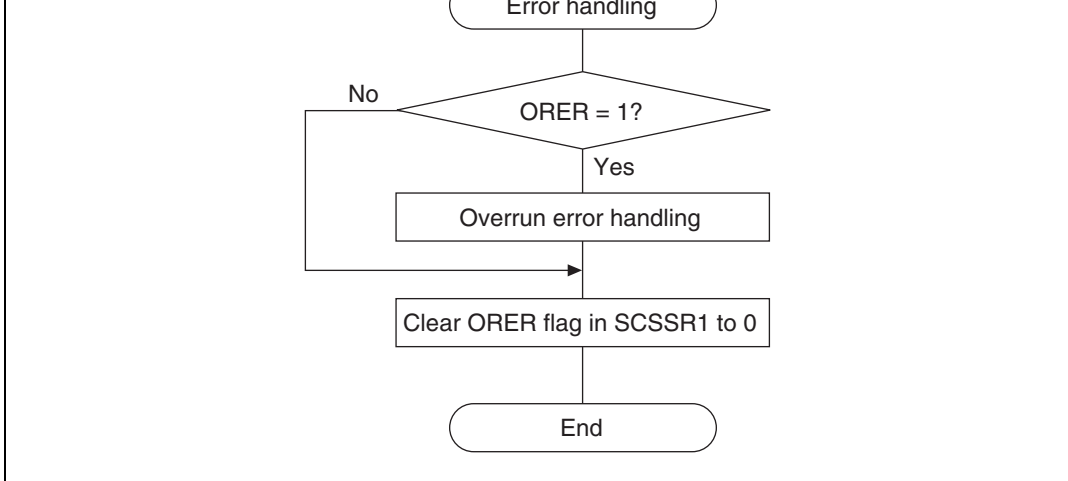 Error handling
No
ORER = 1?
Yes
Overrun error handling
Clear ORER flag in SCSSR1 to 0
End